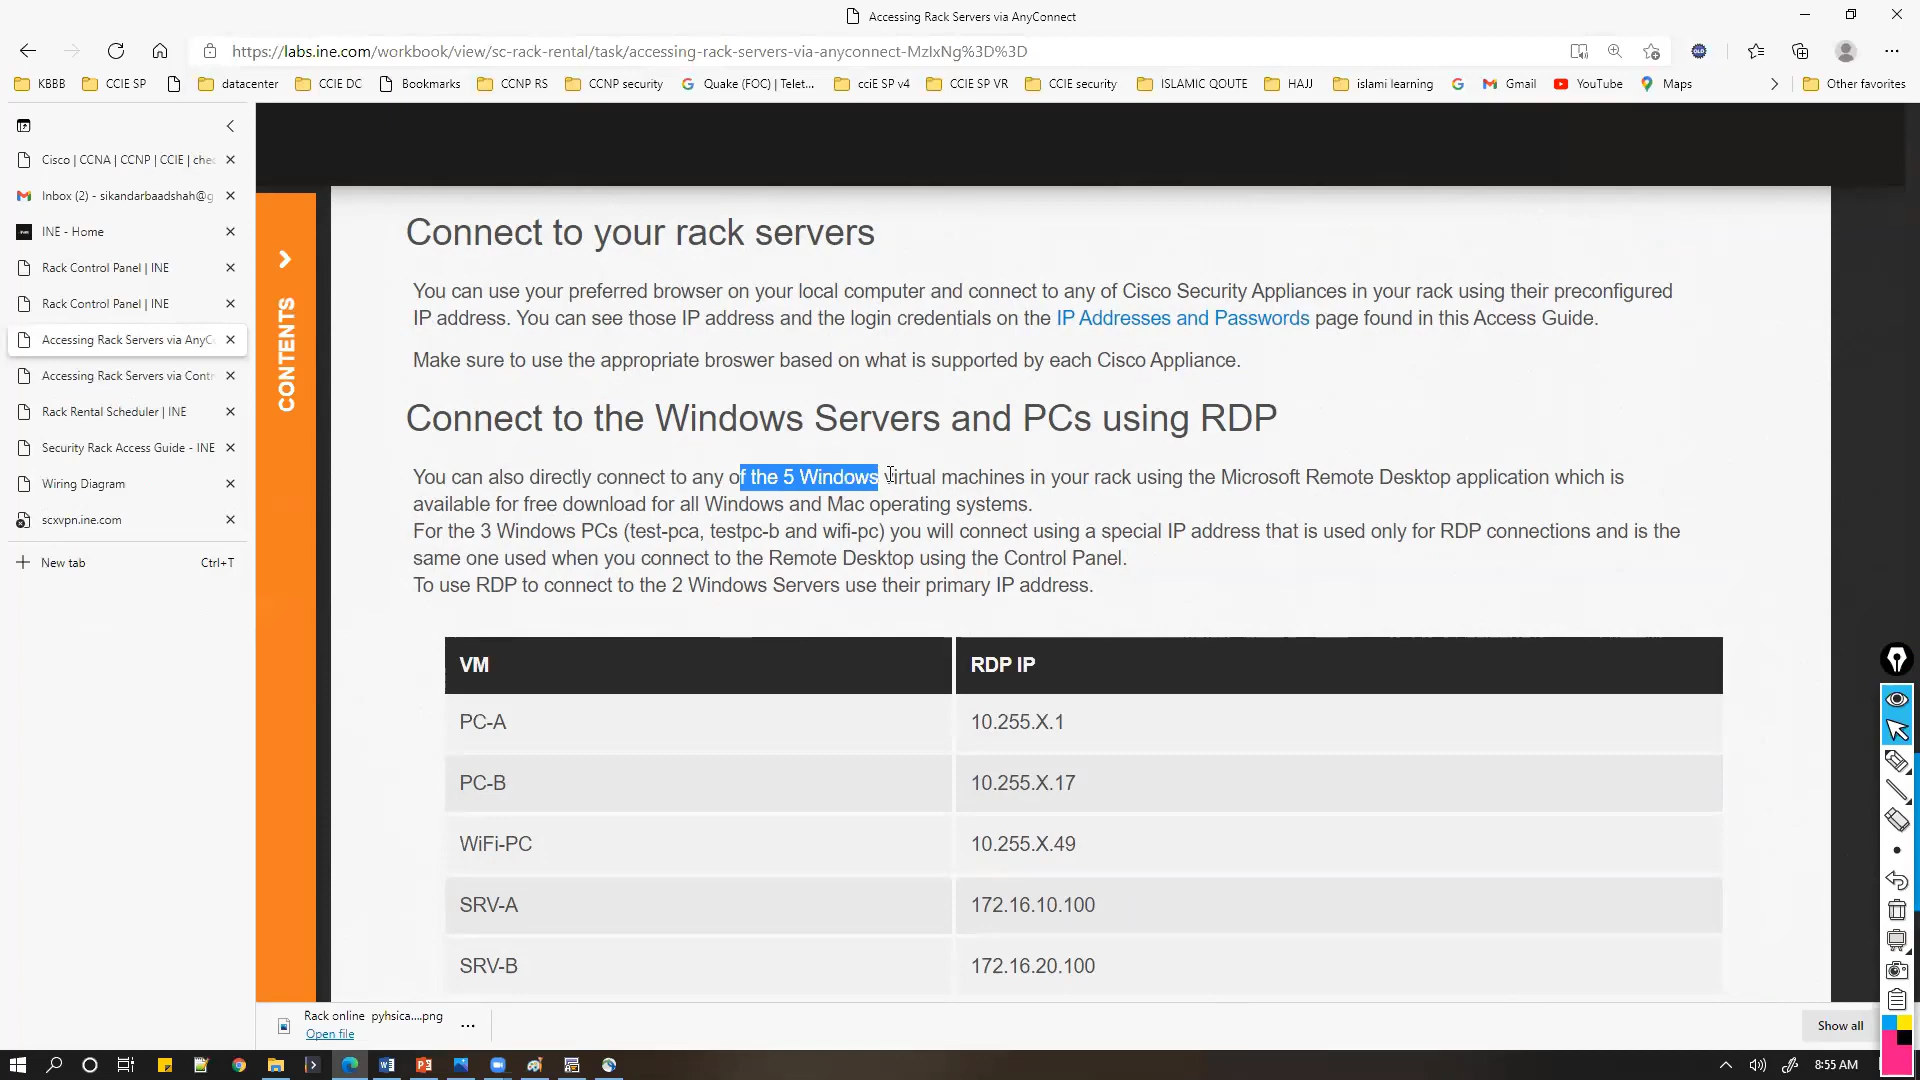 Accessing Rack Servers via AnyConnect
https://labs.ine.com/workbook/view/sc-rack-rental/task/accessing-rack-servers-via-anyconnect-MzIxNg%3D%3D
KBBB CCIE SP datacenter CCIE DC Bookmarks CCNP RS CCNP security Quake (FOC) | Telet... cciE SP v4 CCIE SP VR CCIE security ISLAMIC QOUTE HAJJ islami learning Gmail YouTube Maps Other favorites
Cisco | CCNA | CCNP | CCIE | chec
Inbox (2) - sikandarbaadshah@g
INE - Home
Rack Control Panel | INE
Rack Control Panel | INE
Accessing Rack Servers via AnyC
Accessing Rack Servers via Contr
Rack Rental Scheduler | INE
Security Rack Access Guide - INE
Wiring Diagram
scxvpn.ine.com
New tab Ctrl+T
CONTENTS
Connect to your rack servers
You can use your preferred browser on your local computer and connect to any of Cisco Security Appliances in your rack using their preconfigured
IP address. You can see those IP address and the login credentials on the IP Addresses and Passwords page found in this Access Guide.
Make sure to use the appropriate broswer based on what is supported by each Cisco Appliance.
Connect to the Windows Servers and PCs using RDP
You can also directly connect to any of the 5 Windows virtual machines in your rack using the Microsoft Remote Desktop application which is
available for free download for all Windows and Mac operating systems.
For the 3 Windows PCs (test-pca, testpc-b and wifi-pc) you will connect using a special IP address that is used only for RDP connections and is the
same one used when you connect to the Remote Desktop using the Control Panel.
To use RDP to connect to the 2 Windows Servers use their primary IP address.
VM RDP IP
PC-A 10.255.X.1
PC-B 10.255.X.17
WiFi-PC 10.255.X.49
SRV-A 172.16.10.100
SRV-B 172.16.20.100
Rack online pyhsica....png
Open file
Show all
8:55 AM